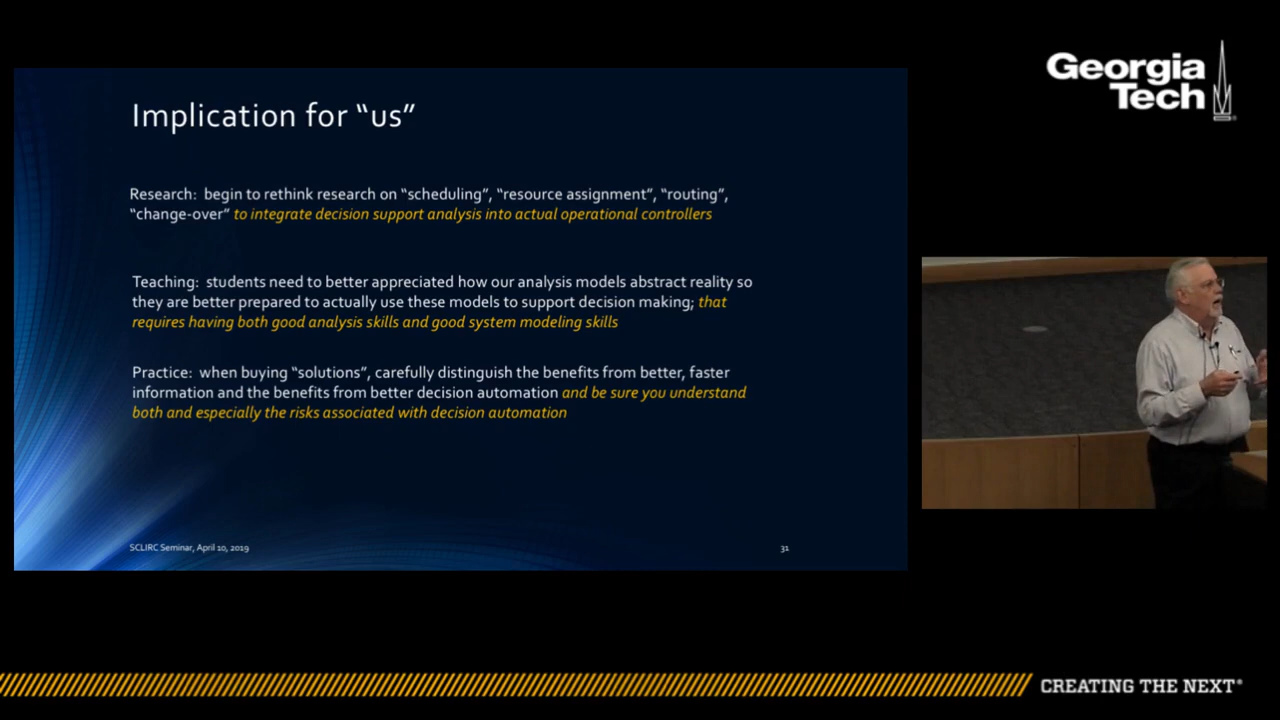 Georgia
Tech
Implication for “us”
Research: begin to rethink research on “scheduling”, “resource assignment”, “routing”,
“change-over” to integrate decision support analysis into actual operational controllers
Teaching: students need to better appreciated how our analysis models abstract reality so
they are better prepared to actually use these models to support decision making; that
requires having both good analysis skills and good system modeling skills
Practice: when buying “solutions”, carefully distinguish the benefits from better, faster
information and the benefits from better decision automation and be sure you understand
both and especially the risks associated with decision automation
SCLIRC Seminar, April 10, 2019
31
CREATING THE NEXT®